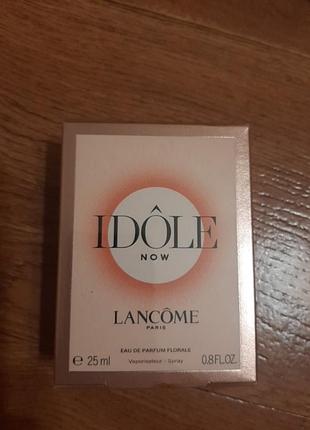 IDÔLE
NOW
LANCÔME
PARIS
EAU DE PARFUM FLORALE
Vaporisateur - Spray
e 25 ml 0.8 FL.OZ.